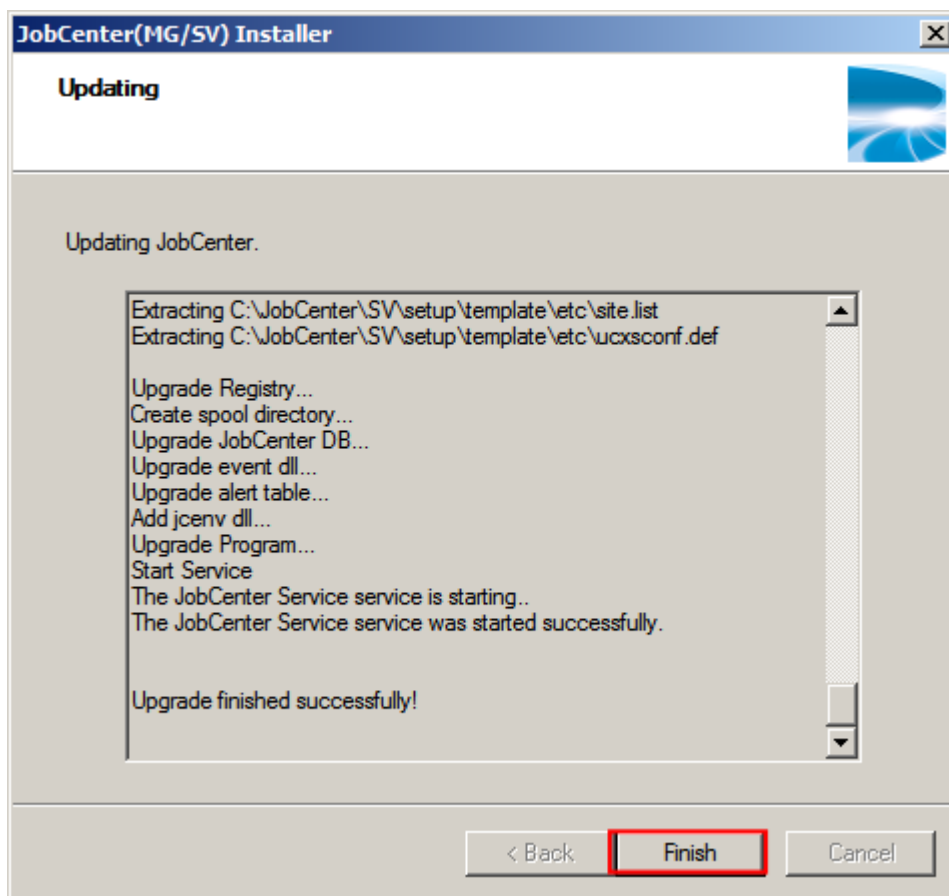 JobCenter(MG/SV) Installer
Updating
Updating JobCenter.
Extracting C:\JobCenter\SV\setup\template\etc\site.list
Extracting C:\JobCenter\SV\setup\template\etc\ucxsconf.def
Upgrade Registry...
Create spool directory...
Upgrade JobCenter DB...
Upgrade event dll...
Upgrade alert table...
Add jcenv dll...
Upgrade Program...
Start Service
The JobCenter Service service is starting..
The JobCenter Service service was started successfully.
Upgrade finished successfully!
< Back Finish Cancel